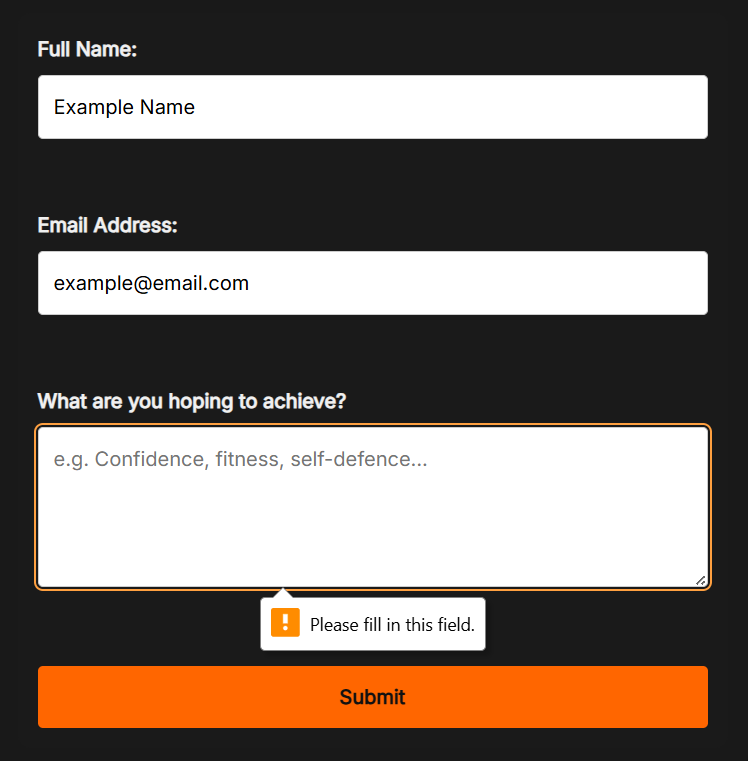 Full Name:
Example Name
Email Address:
example@email.com
What are you hoping to achieve?
e.g. Confidence, fitness, self-defence...
Please fill in this field.
Submit